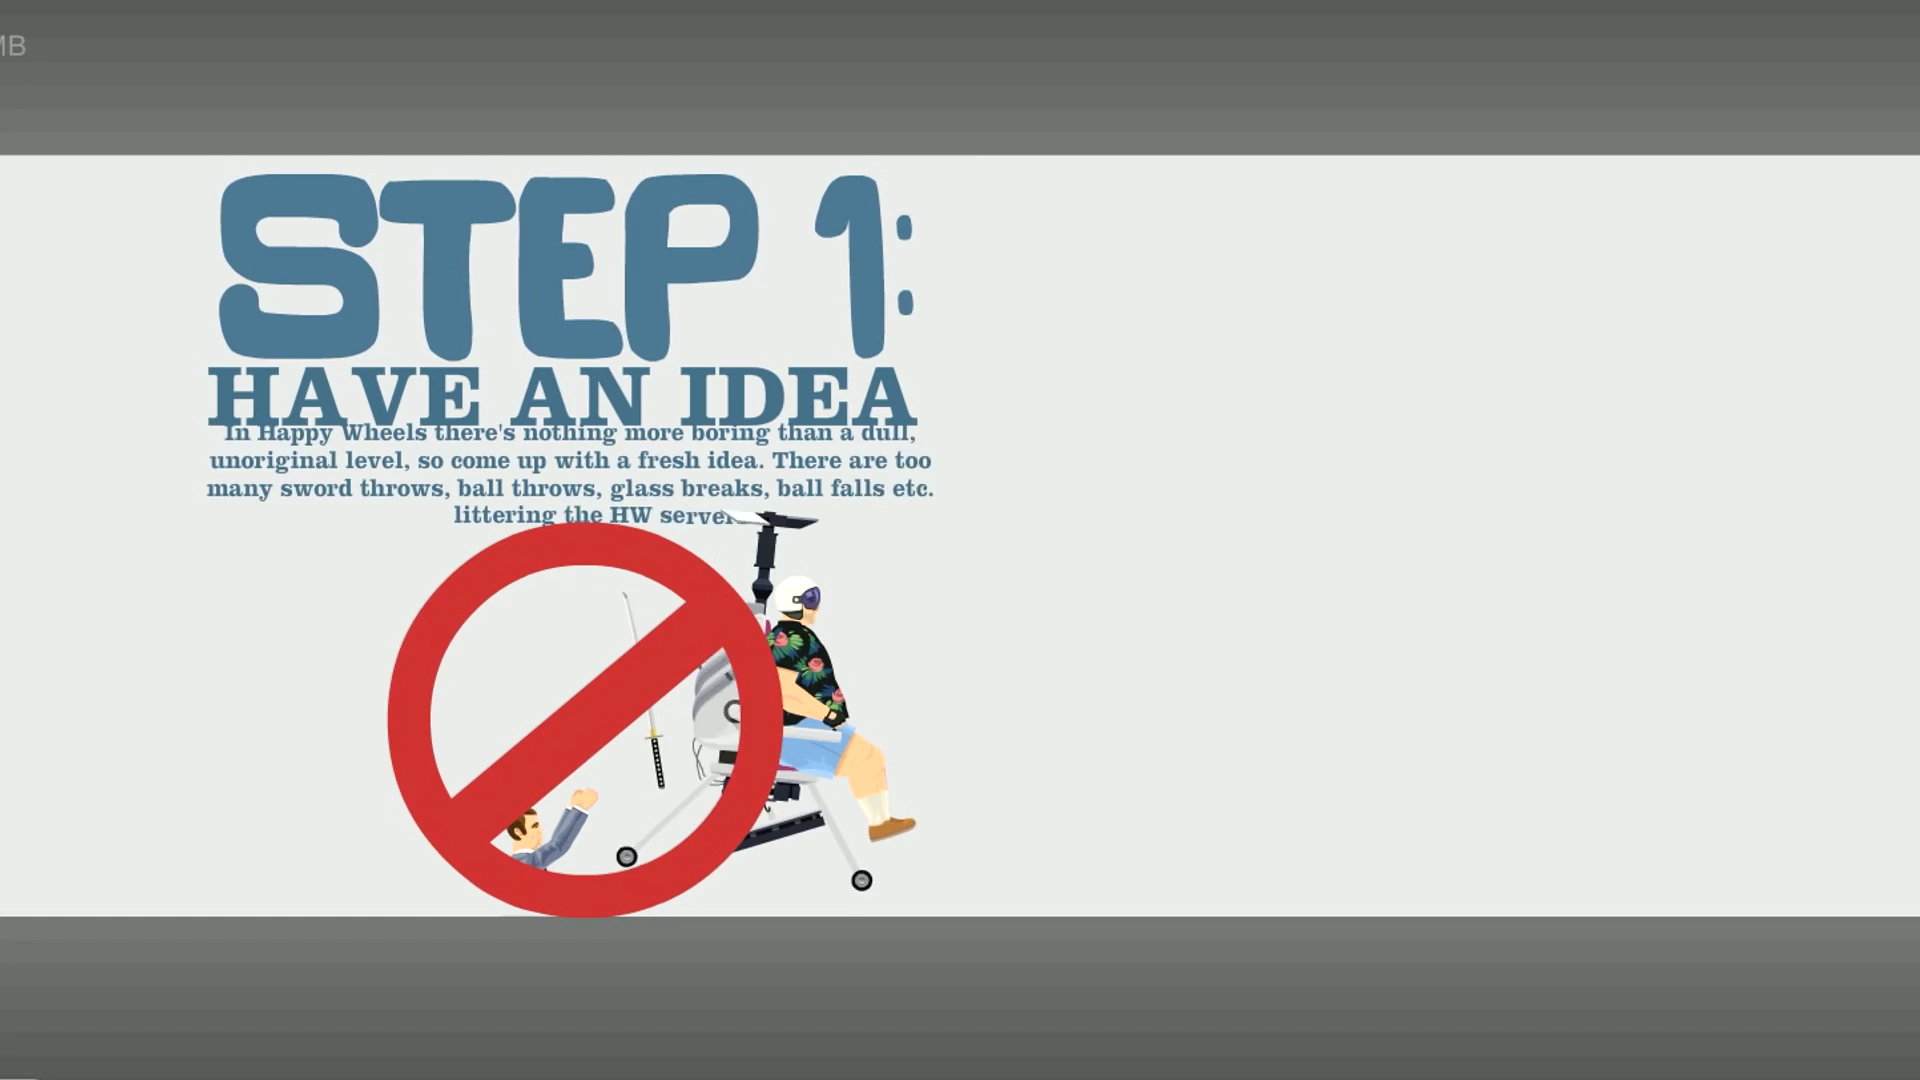 MB
STEP 1:
HAVE AN IDEA
In Happy Wheels there's nothing more boring than a dull,
unoriginal level, so come up with a fresh idea. There are too
many sword throws, ball throws, glass breaks, ball falls etc.
littering the HW